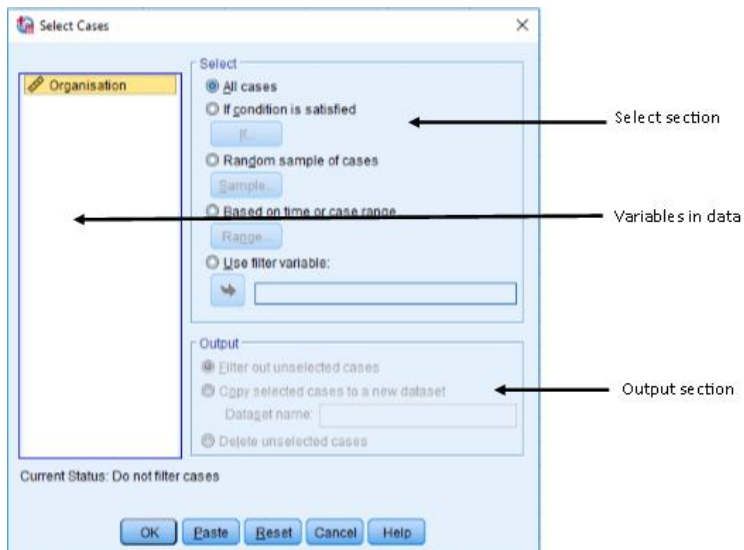 Select Cases
Organisation
Select
All cases
If condition is satisfied
If...
Random sample of cases
Sample...
Based on time or case range
Range...
Use filter variable:
Output
Filter out unselected cases
Copy selected cases to a new dataset
Dataset name:
Delete unselected cases
Current Status: Do not filter cases
OK
Paste
Reset
Cancel
Help
Select section
Variables in data
Output section